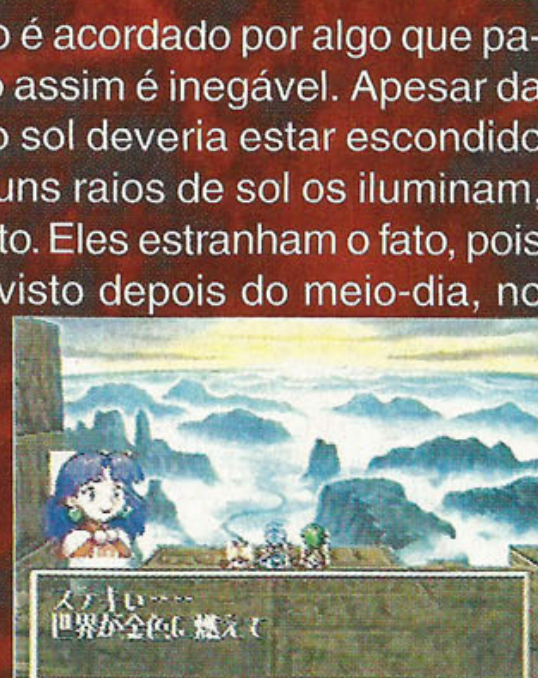 o é acordado por algo que pa-
o assim é inegável. Apesar da
o sol deveria estar escondido
uns raios de sol os iluminam,
to. Eles estranham o fato, pois
visto depois do meio-dia, no
ステキい‥‥
世界が金色に燃えて